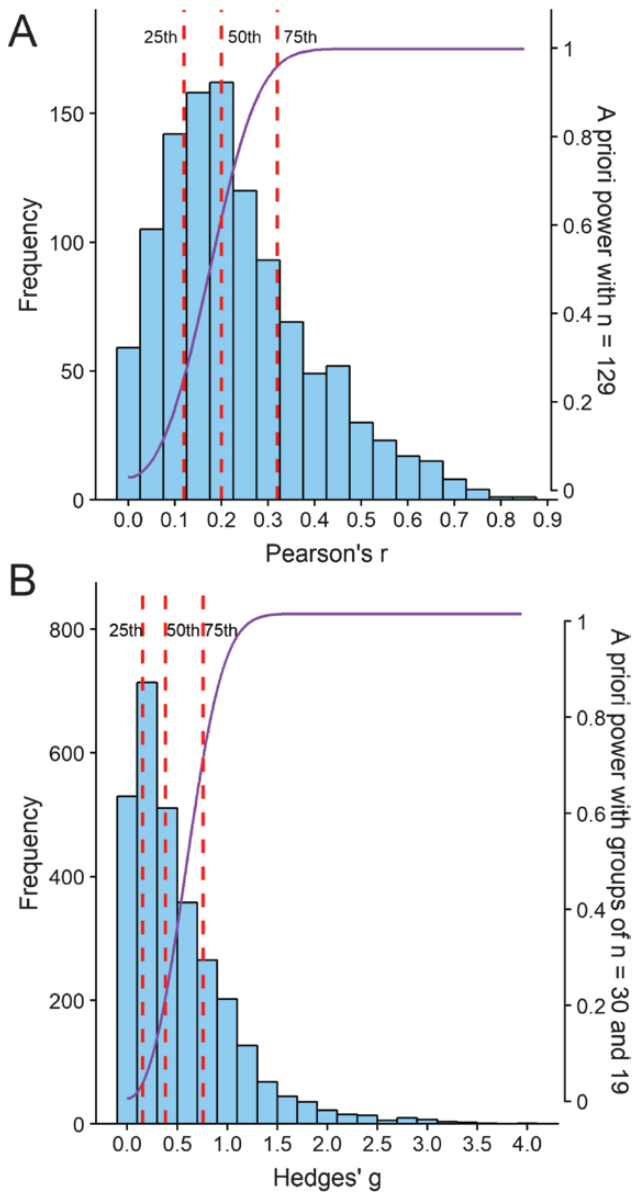 A
25th 50th 75th
150
100
50
0
Frequency
0.0 0.1 0.2 0.3 0.4 0.5 0.6 0.7 0.8 0.9
Pearson's r
1
0.8
0.6
0.4
0.2
0
A priori power with n = 129
B
25th 50th 75th
800
600
400
200
0
Frequency
0.0 0.5 1.0 1.5 2.0 2.5 3.0 3.5 4.0
Hedges' g
1
0.8
0.6
0.4
0.2
0
A priori power with groups of n = 30 and 19